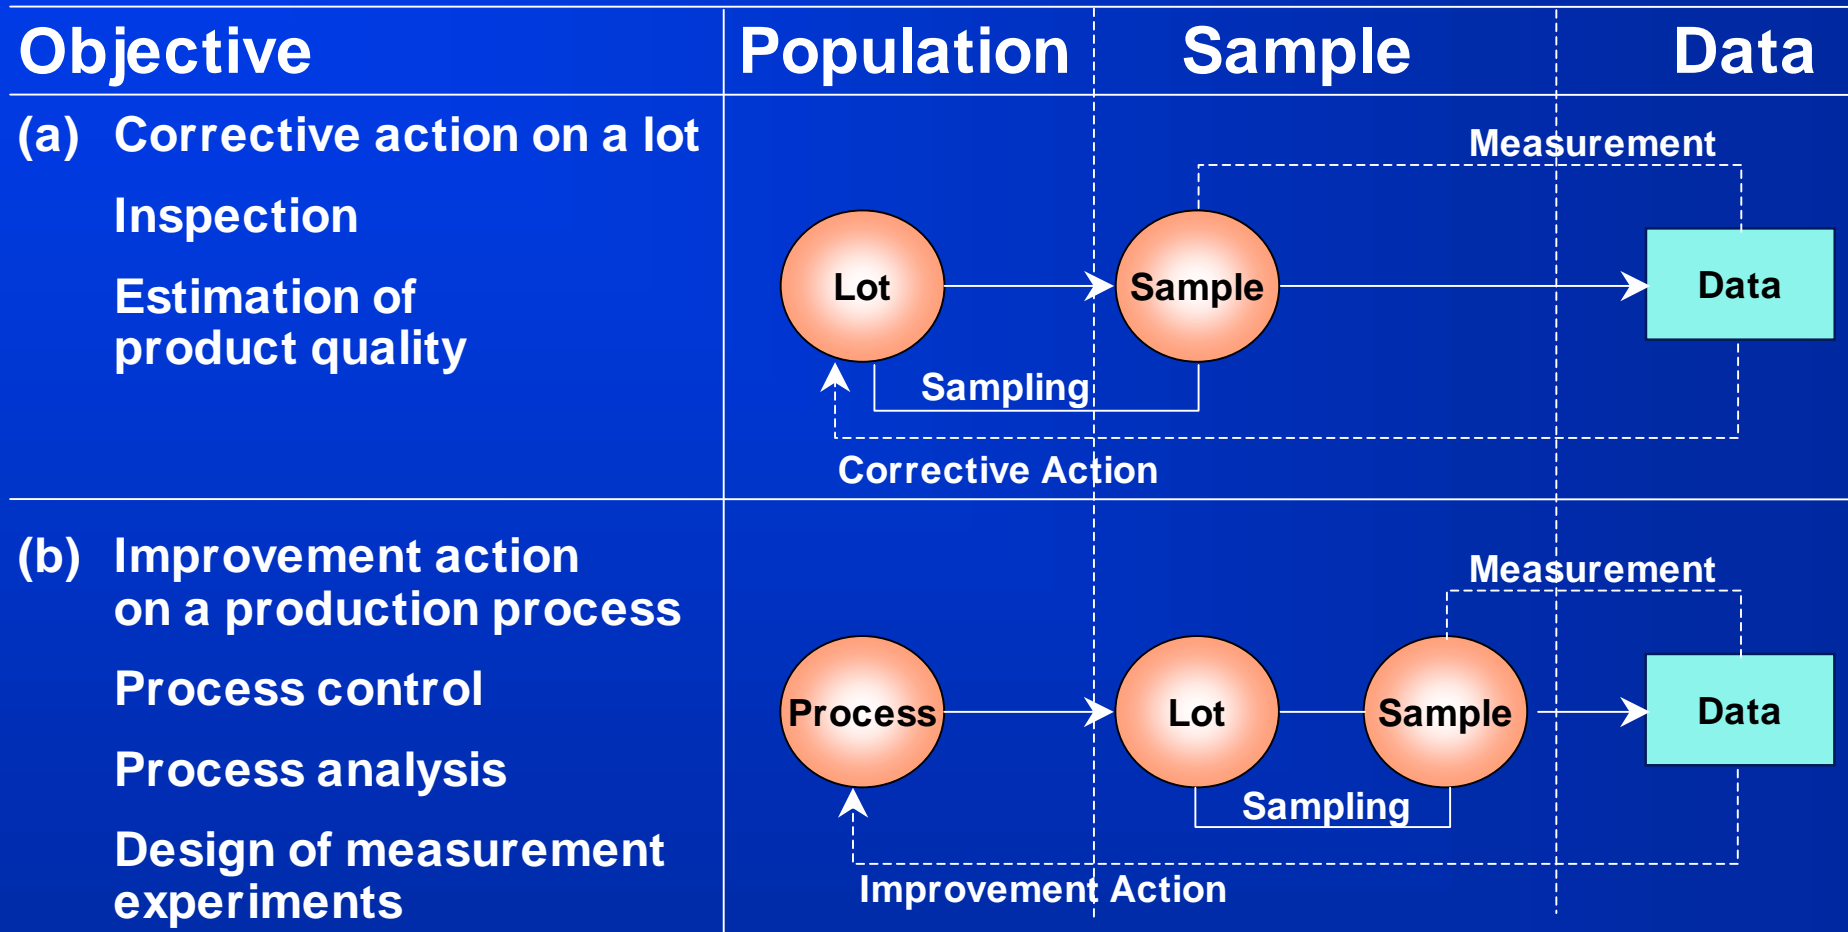 Objective Population Sample Data
(a) Corrective action on a lot
Inspection
Estimation of
product quality
Measurement
Lot Sample Data
Sampling
Corrective Action
(b) Improvement action
on a production process
Process control
Process analysis
Design of measurement
experiments
Measurement
Process Lot Sample Data
Sampling
Improvement Action